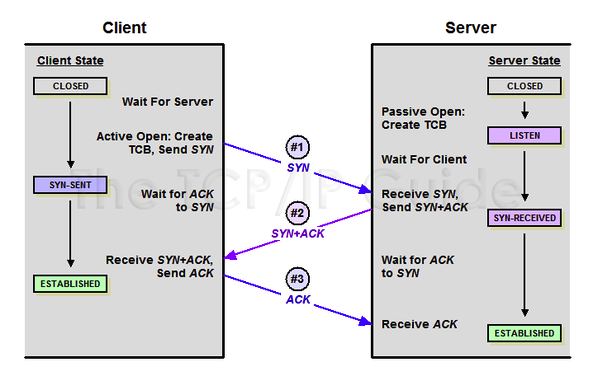 Client
Server
Client State
CLOSED
Wait For Server
Active Open: Create
TCB, Send SYN
SYN-SENT
Wait for ACK
to SYN
Receive SYN+ACK,
Send ACK
ESTABLISHED
#1
SYN
#2
SYN+ACK
#3
ACK
Server State
CLOSED
Passive Open:
Create TCB
LISTEN
Wait For Client
Receive SYN,
Send SYN+ACK
SYN-RECEIVED
Wait for ACK
to SYN
Receive ACK
ESTABLISHED
The TCP/IP Guide